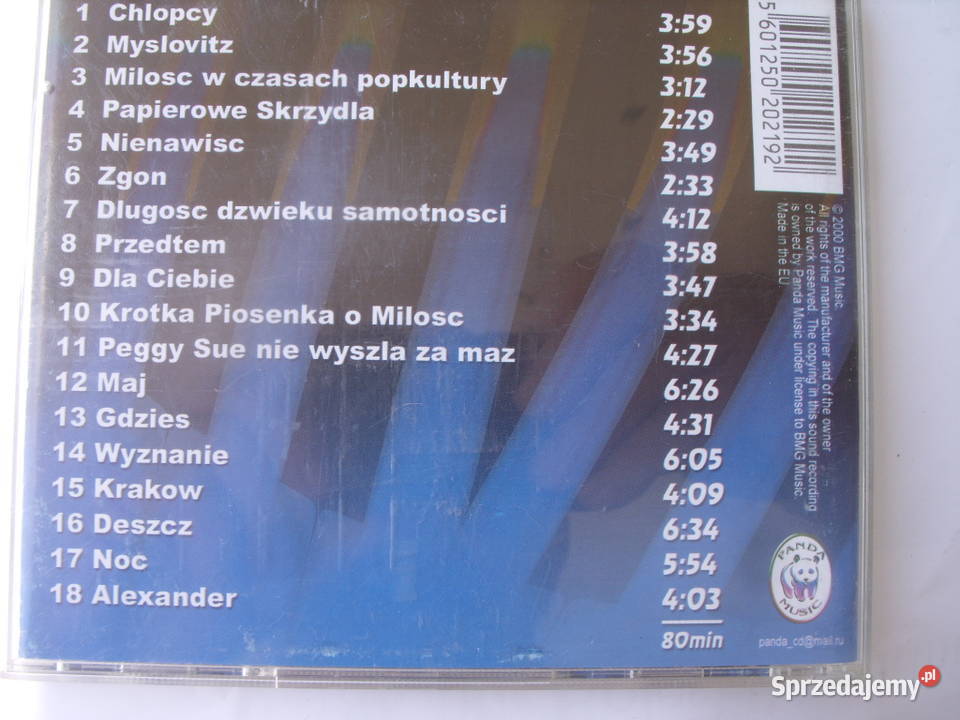 1 Chlopcy 3:59
2 Myslovitz 3:56
3 Milosc w czasach popkultury 3:12
4 Papierowe Skrzydla 2:29
5 Nienawisc 3:49
6 Zgon 2:33
7 Dlugosc dzwieku samotnosci 4:12
8 Przedtem 3:58
9 Dla Ciebie 3:47
10 Krotka Piosenka o Milosc 3:34
11 Peggy Sue nie wyszla za maz 4:27
12 Maj 6:26
13 Gdzies 4:31
14 Wyznanie 6:05
15 Krakow 4:09
16 Deszcz 6:34
17 Noc 5:54
18 Alexander 4:03
80min
5 601250 202192
© 2000 BMG Music.
All rights of the manufacturer and of the owner
of the work reserved. The copying in this sound recording
is owned by Panda Music under license to BMG Music.
Made in the EU
PANDA
MUSIC
panda_cd@mail.ru
Sprzedajemy.pl